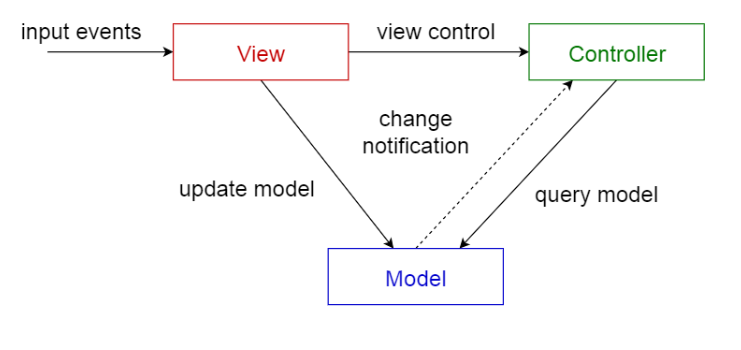 input events
View
view control
Controller
change
notification
update model
query model
Model